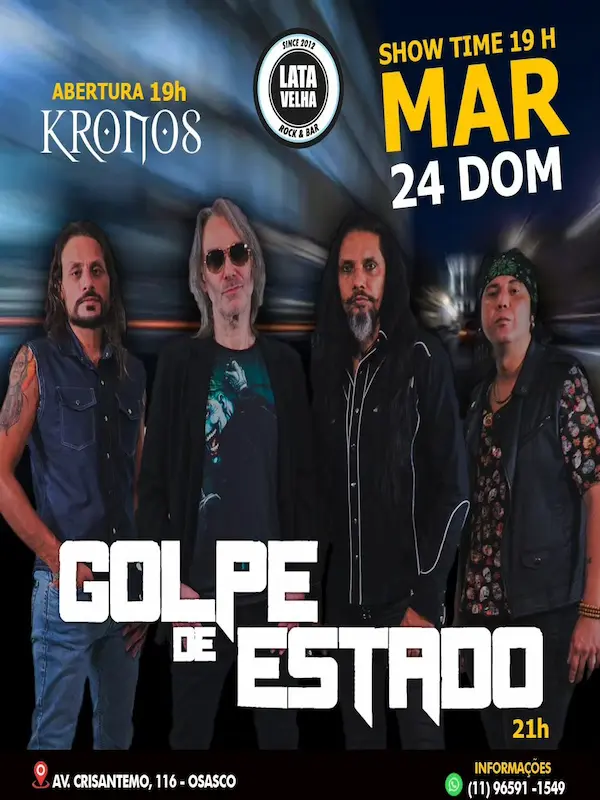 SINCE 2012
LATA
VELHA
ROCK & BAR
ABERTURA 19h
KRONOS
SHOW TIME 19 H
MAR
24 DOM
GOLPE
DE ESTADO
21h
AV. CRISANTEMO, 116 - OSASCO
INFORMAÇÕES
(11) 96591 -1549